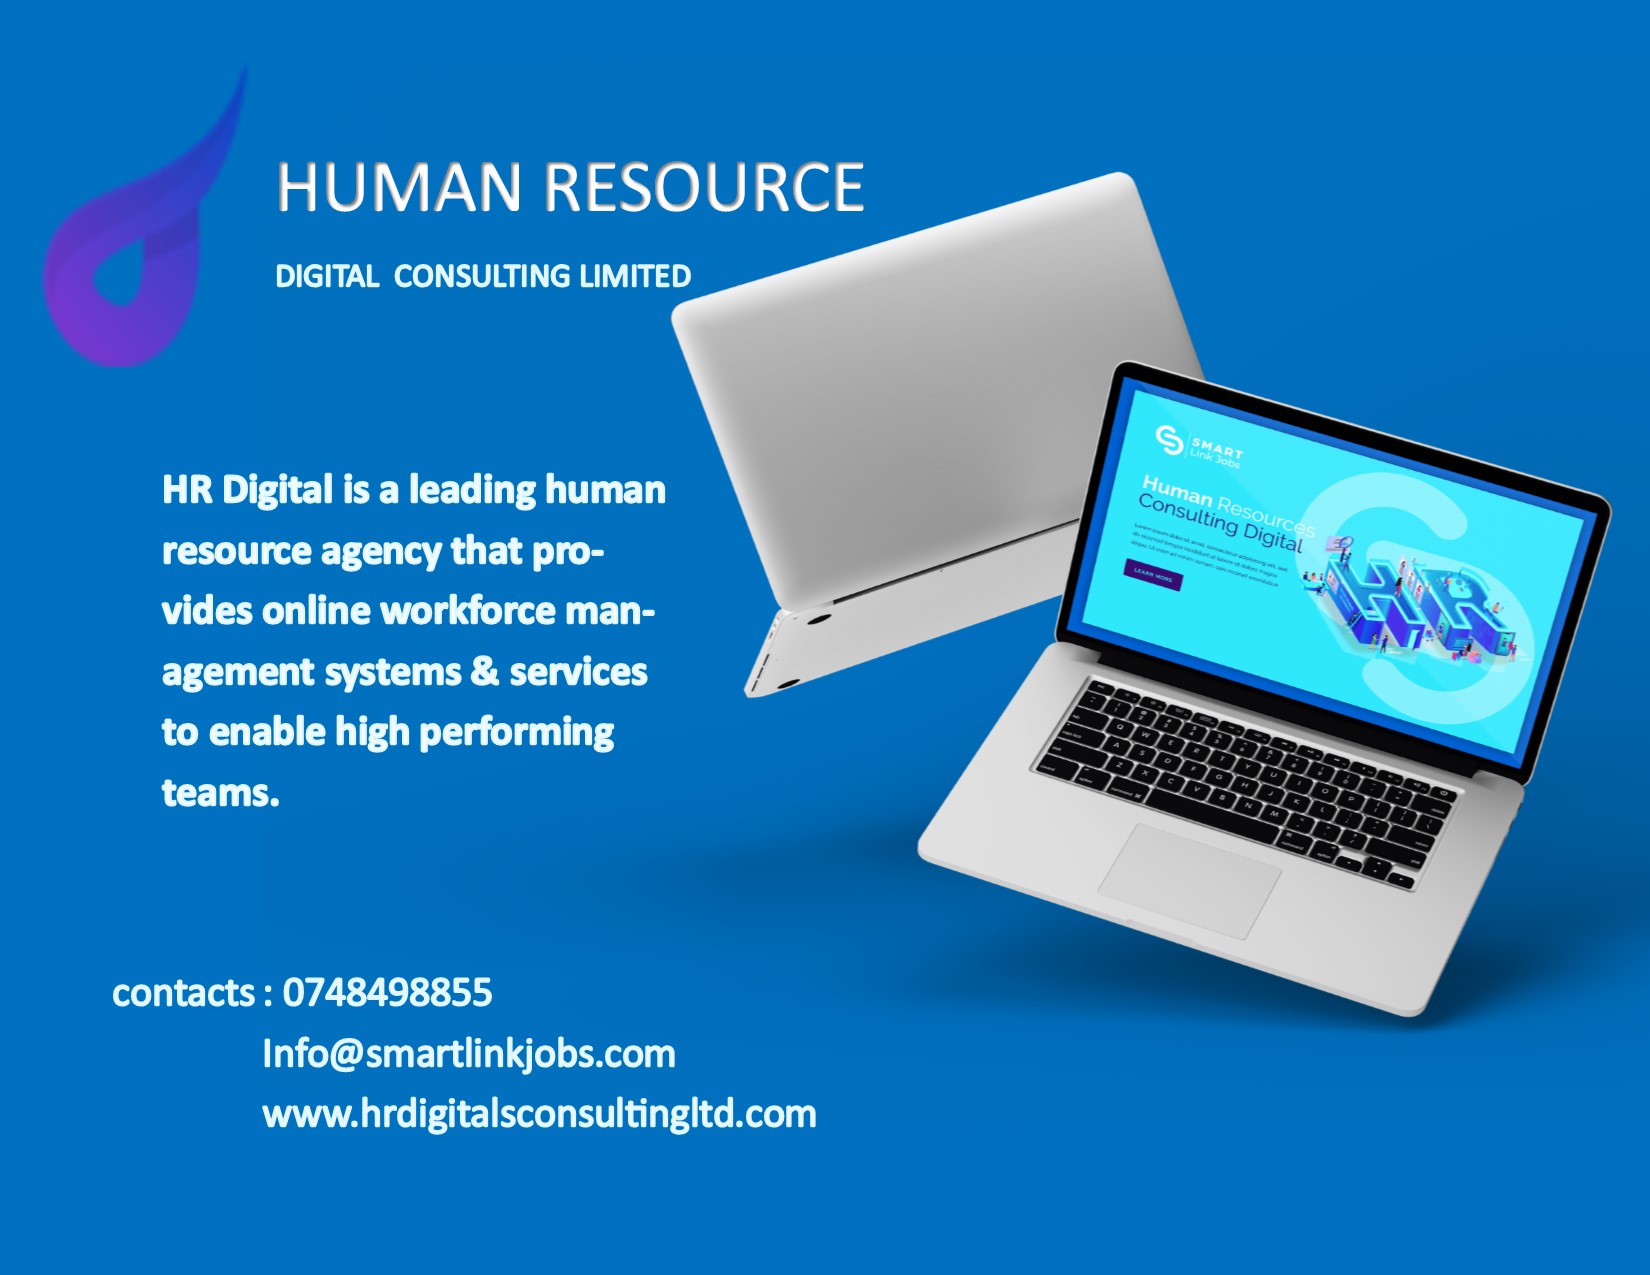 HUMAN RESOURCE
DIGITAL CONSULTING LIMITED
HR Digital is a leading human
resource agency that pro-
vides online workforce man-
agement systems & services
to enable high performing
teams.
contacts : 0748498855
Info@smartlinkjobs.com
www.hrdigitalsconsultingltd.com
SMART
Link Jobs
Human Resources
Consulting Digital
LEARN MORE